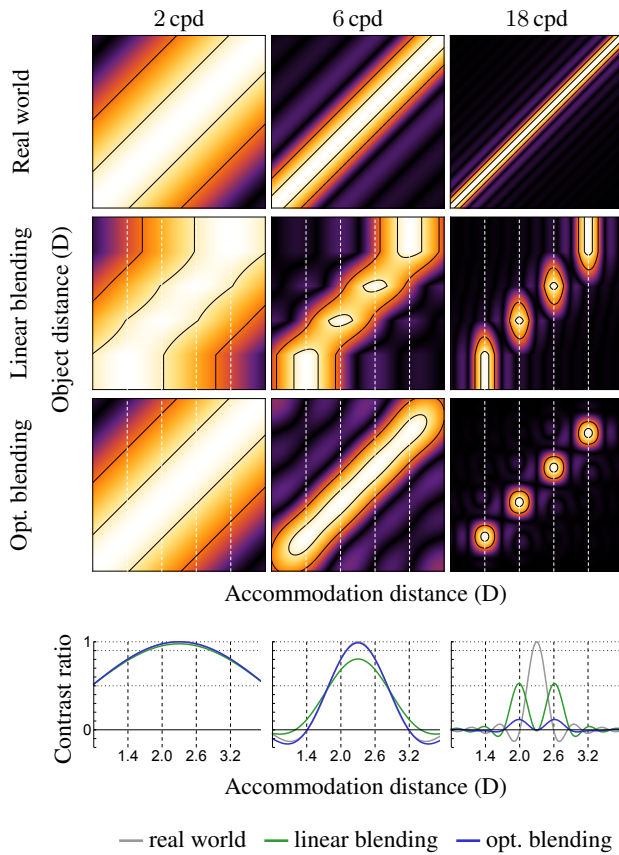 2 cpd 6 cpd 18 cpd
Real world
Linear blending
Object distance (D)
Opt. blending
Accommodation distance (D)
Contrast ratio
1
0
1.4 2.0 2.6 3.2 1.4 2.0 2.6 3.2 1.4 2.0 2.6 3.2
Accommodation distance (D)
real world linear blending opt. blending